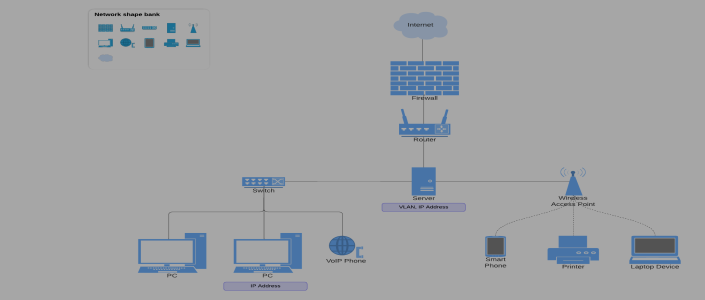 Network shape bank
Internet
Firewall
Router
Switch
Server
VLAN, IP Address
Wireless
Access Point
PC
PC
VoIP Phone
Smart
Phone
Printer
Laptop Device
IP Address